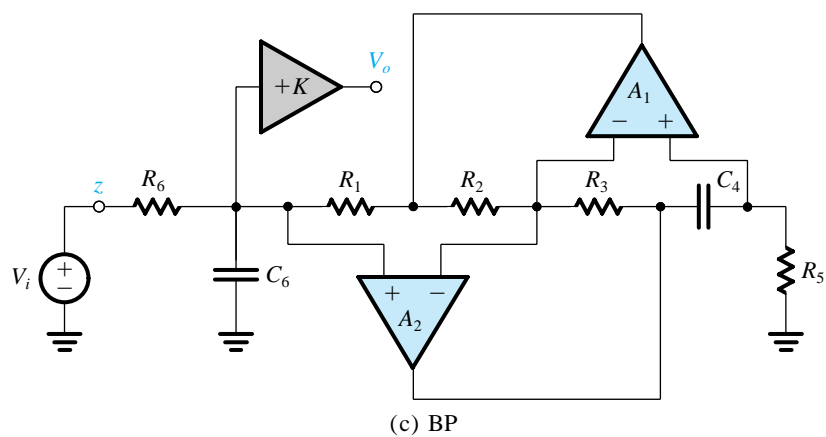 +K
V_o
A_1
− +
z
R_6
R_1
R_2
R_3
C_4
V_i
+
−
C_6
+ −
A_2
R_5
(c) BP